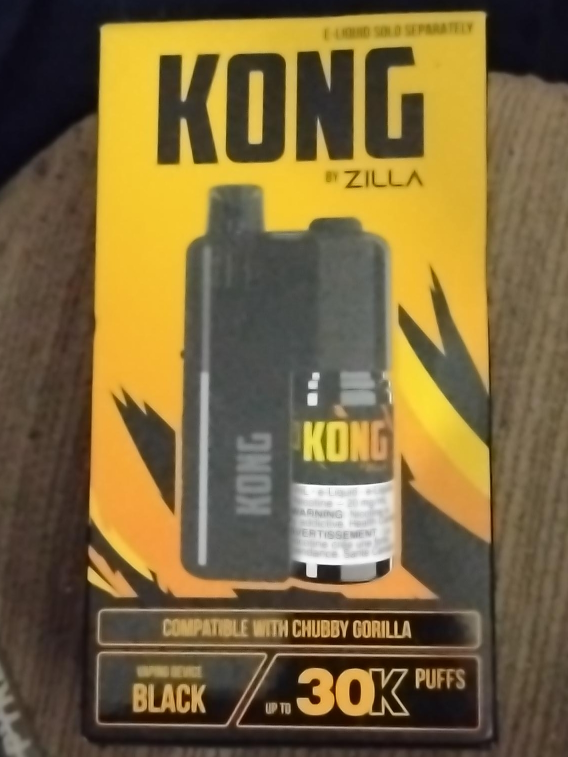 E-LIQUID SOLD SEPARATELY
KONG
BY ZILLA
KONG
KONG
e-Liquid
WARNING:
AVERTISSEMENT
COMPATIBLE WITH CHUBBY GORILLA
VAPING DEVICE
BLACK
UP TO 30K PUFFS